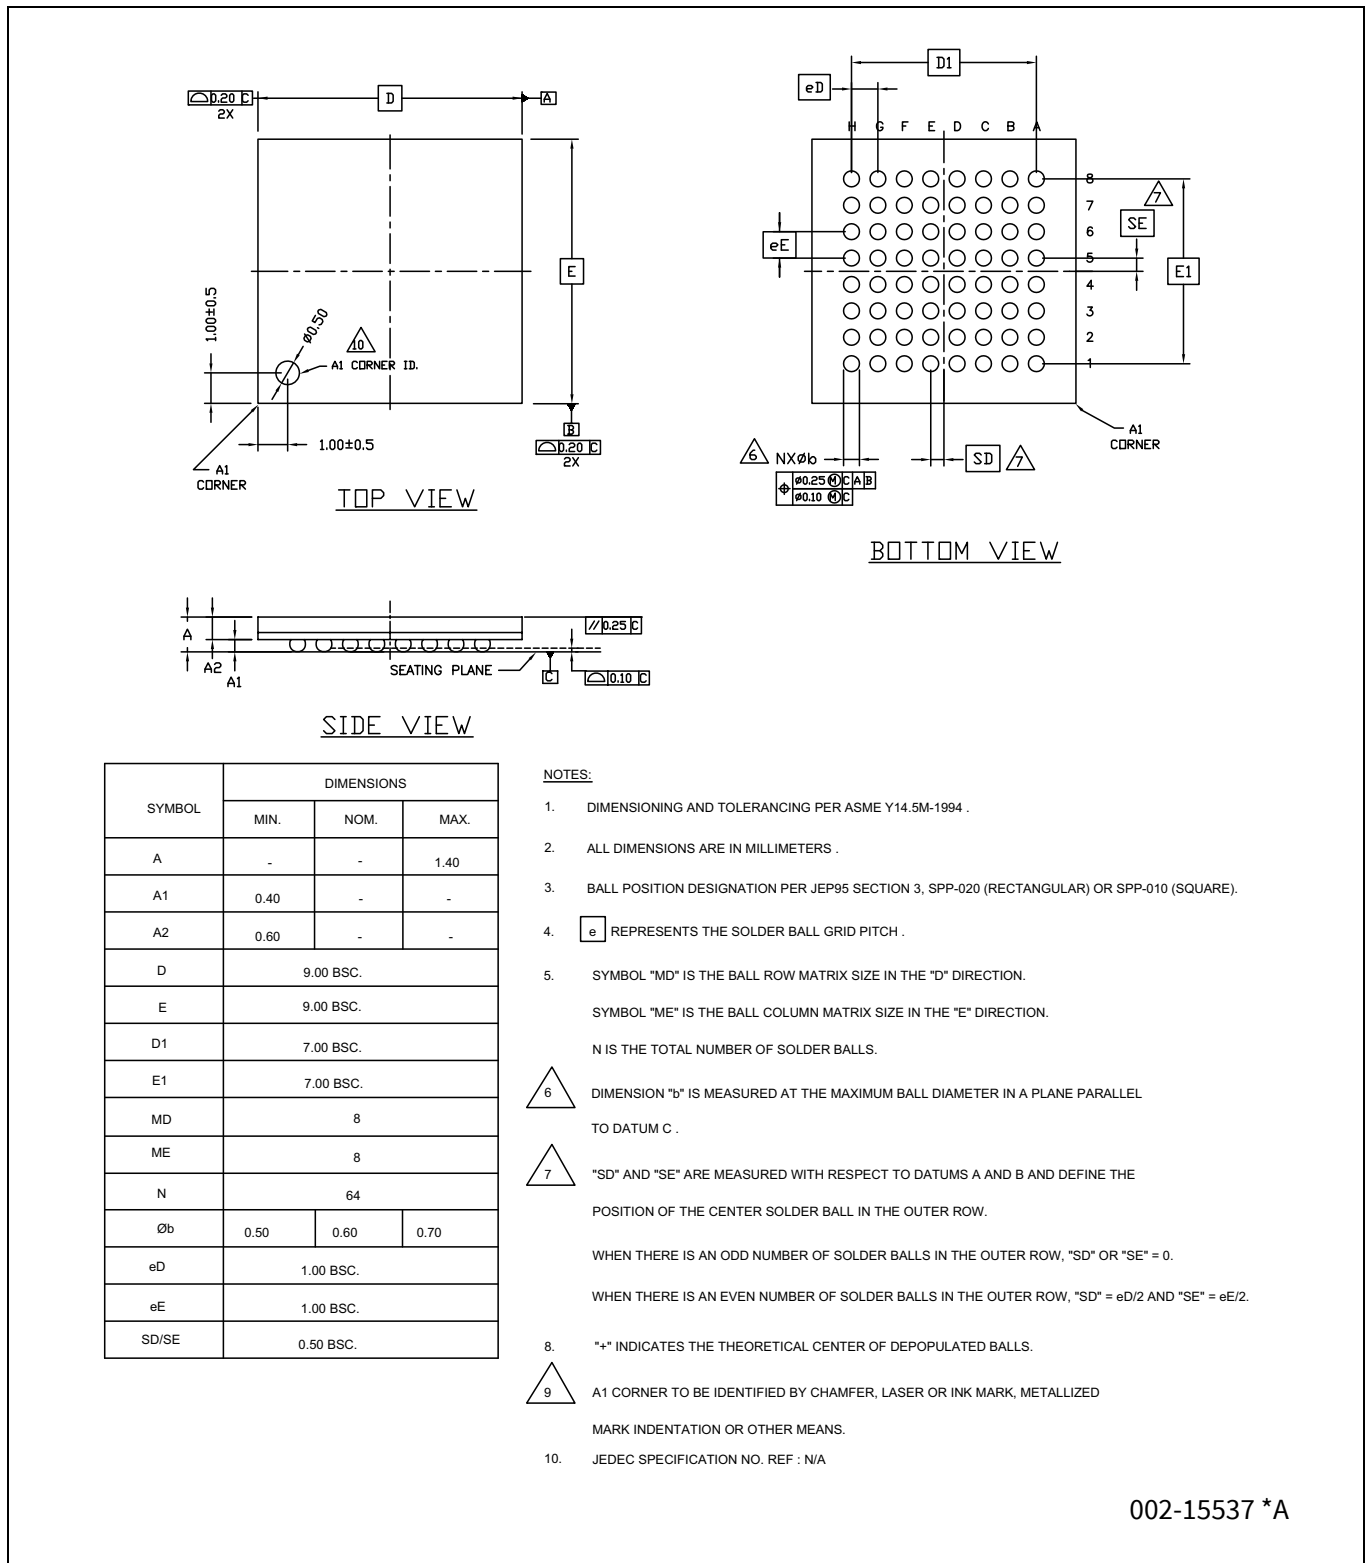 D1
eD
0.20 C
2X
D
A
H G F E D C B A
8
7
6
5
4
3
2
1
7
SE
eE
E1
E
1.00±0.5
ø0.50
10
A1 CORNER ID.
1.00±0.5
B
0.20 C
2X
A1
CORNER
TOP VIEW
A1
CORNER
6 NXØb
SD 7
ø0.25 Ⓜ C A B
ø0.10 Ⓜ C
BOTTOM VIEW
A
A2
A1
// 0.25 C
SEATING PLANE
C
0.10 C
SIDE VIEW
SYMBOL DIMENSIONS
MIN. NOM. MAX.
A - - 1.40
A1 0.40 - -
A2 0.60 - -
D 9.00 BSC.
E 9.00 BSC.
D1 7.00 BSC.
E1 7.00 BSC.
MD 8
ME 8
N 64
Øb 0.50 0.60 0.70
eD 1.00 BSC.
eE 1.00 BSC.
SD/SE 0.50 BSC.
NOTES:
1. DIMENSIONING AND TOLERANCING PER ASME Y14.5M-1994 .
2. ALL DIMENSIONS ARE IN MILLIMETERS .
3. BALL POSITION DESIGNATION PER JEP95 SECTION 3, SPP-020 (RECTANGULAR) OR SPP-010 (SQUARE).
4. e REPRESENTS THE SOLDER BALL GRID PITCH .
5. SYMBOL "MD" IS THE BALL ROW MATRIX SIZE IN THE "D" DIRECTION.
SYMBOL "ME" IS THE BALL COLUMN MATRIX SIZE IN THE "E" DIRECTION.
N IS THE TOTAL NUMBER OF SOLDER BALLS.
6 DIMENSION "b" IS MEASURED AT THE MAXIMUM BALL DIAMETER IN A PLANE PARALLEL
TO DATUM C .
7 "SD" AND "SE" ARE MEASURED WITH RESPECT TO DATUMS A AND B AND DEFINE THE
POSITION OF THE CENTER SOLDER BALL IN THE OUTER ROW.
WHEN THERE IS AN ODD NUMBER OF SOLDER BALLS IN THE OUTER ROW, "SD" OR "SE" = 0.
WHEN THERE IS AN EVEN NUMBER OF SOLDER BALLS IN THE OUTER ROW, "SD" = eD/2 AND "SE" = eE/2.
8. "+" INDICATES THE THEORETICAL CENTER OF DEPOPULATED BALLS.
9 A1 CORNER TO BE IDENTIFIED BY CHAMFER, LASER OR INK MARK, METALLIZED
MARK INDENTATION OR OTHER MEANS.
10. JEDEC SPECIFICATION NO. REF : N/A
002-15537 *A